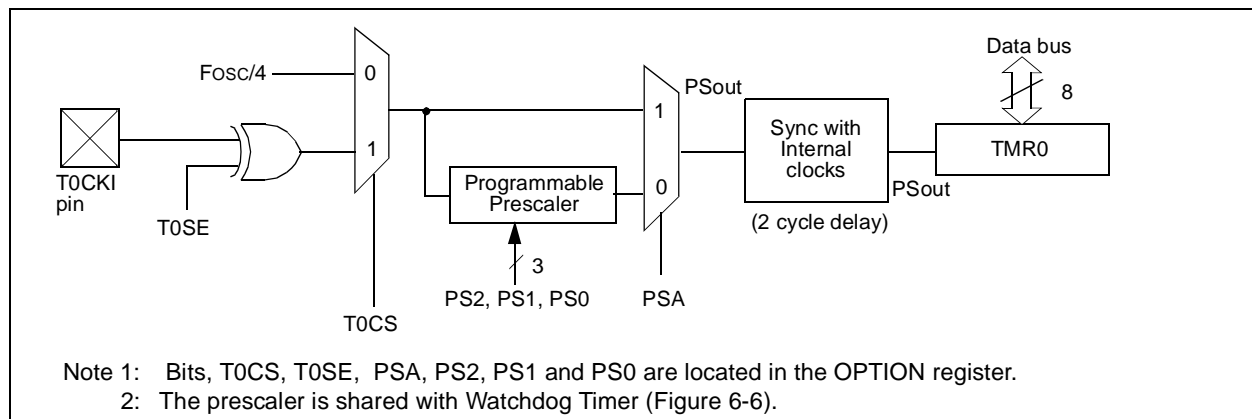 Data bus
FOSC/4
0
PSout
8
1
Sync with
Internal
clocks
TMR0
1
T0CKI
pin
Programmable
Prescaler
0
PSout
T0SE
(2 cycle delay)
3
PS2, PS1, PS0
PSA
T0CS
Note 1: Bits, T0CS, T0SE, PSA, PS2, PS1 and PS0 are located in the OPTION register.
2: The prescaler is shared with Watchdog Timer (Figure 6-6).